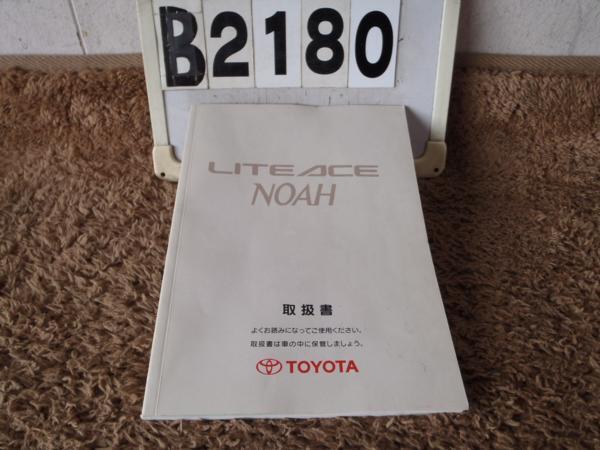 B2180
LITEACE
NOAH
取扱書
よくお読みになってご使用ください。
取扱書は車の中に保管しましょう。
TOYOTA